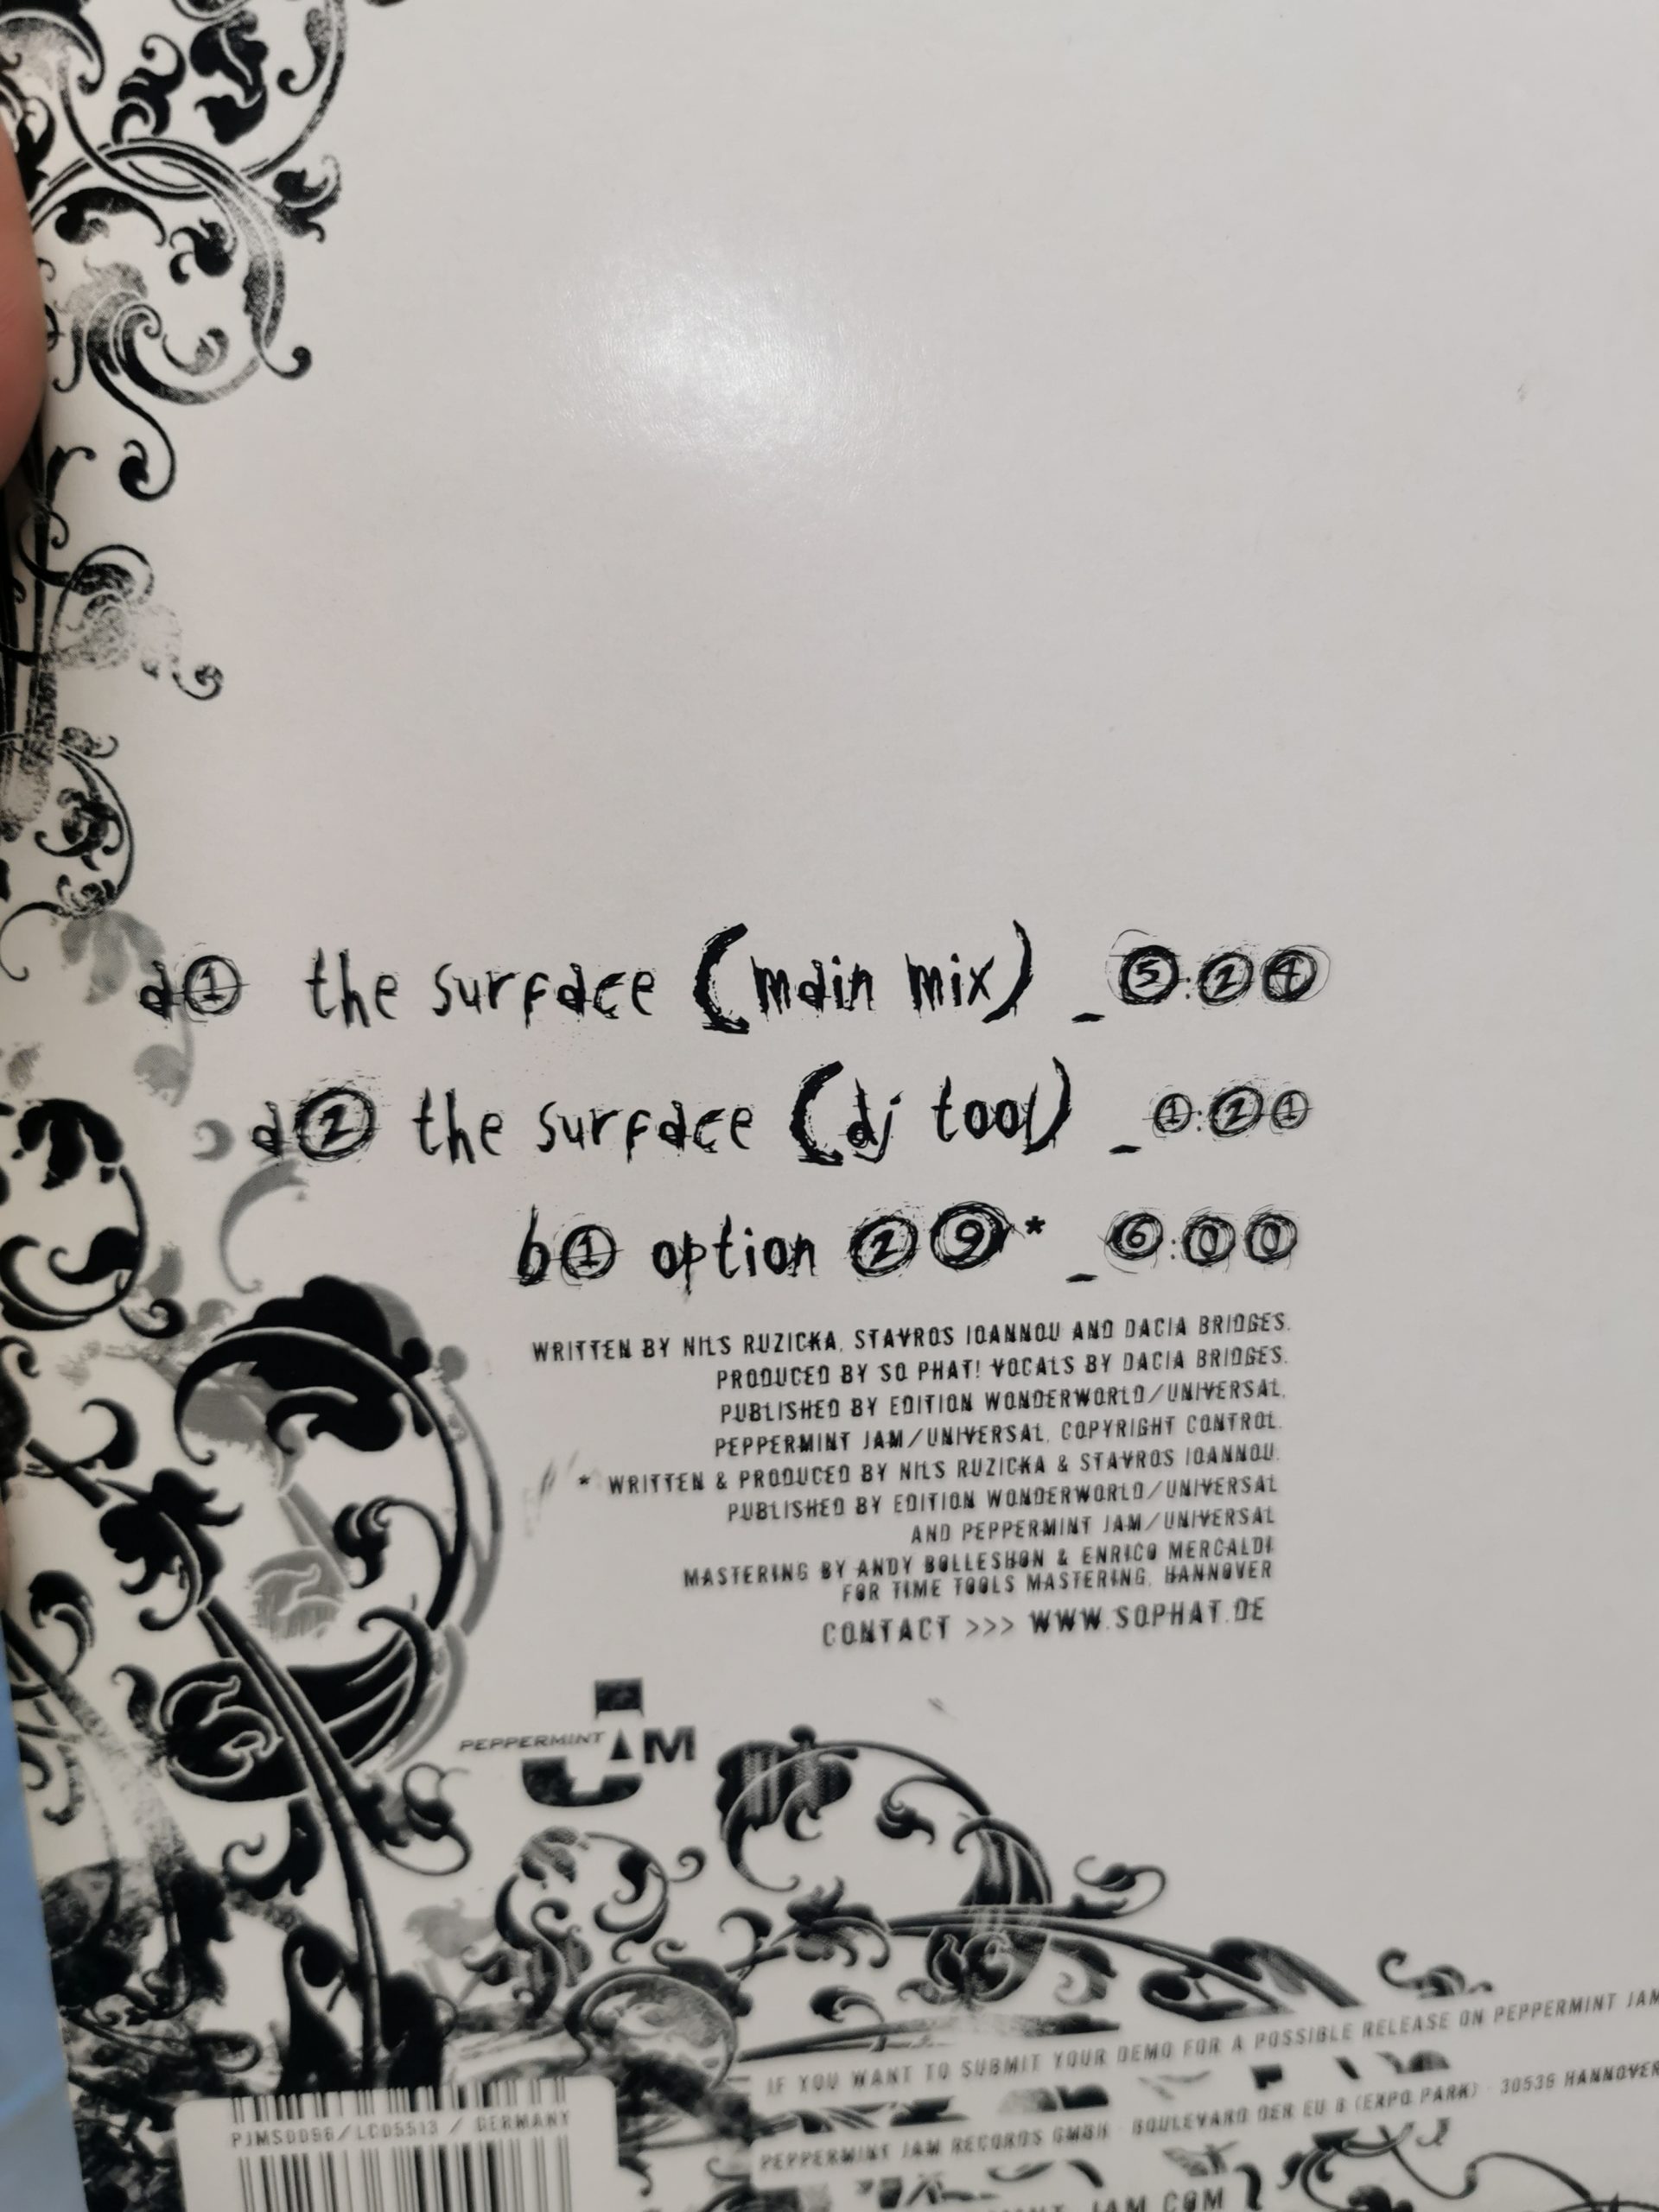 a1 the surface (main mix) _5:24
a2 the surface (dj tool) _1:21
b1 option 29* _6:00
WRITTEN BY NILS RUZICKA, STAVROS IOANNOU AND DACIA BRIDGES.
PRODUCED BY SO PHAT! VOCALS BY DACIA BRIDGES.
PUBLISHED BY EDITION WONDERWORLD/UNIVERSAL,
PEPPERMINT JAM/UNIVERSAL, COPYRIGHT CONTROL.
* WRITTEN & PRODUCED BY NILS RUZICKA & STAVROS IOANNOU.
PUBLISHED BY EDITION WONDERWORLD/UNIVERSAL
AND PEPPERMINT JAM/UNIVERSAL
MASTERING BY ANDY BOLLESHON & ENRICO MERCALDI
FOR TIME TOOLS MASTERING, HANNOVER
CONTACT >>> WWW.SOPHAT.DE
PEPPERMINT JAM
IF YOU WANT TO SUBMIT YOUR DEMO FOR A POSSIBLE RELEASE ON PEPPERMINT JAM
PEPPERMINT JAM RECORDS GMBH · BOULEVARD DER EU 8 (EXPO PARK) · 30539 HANNOVER
JAM.COM
PJMS0096/LC05513 / GERMANY